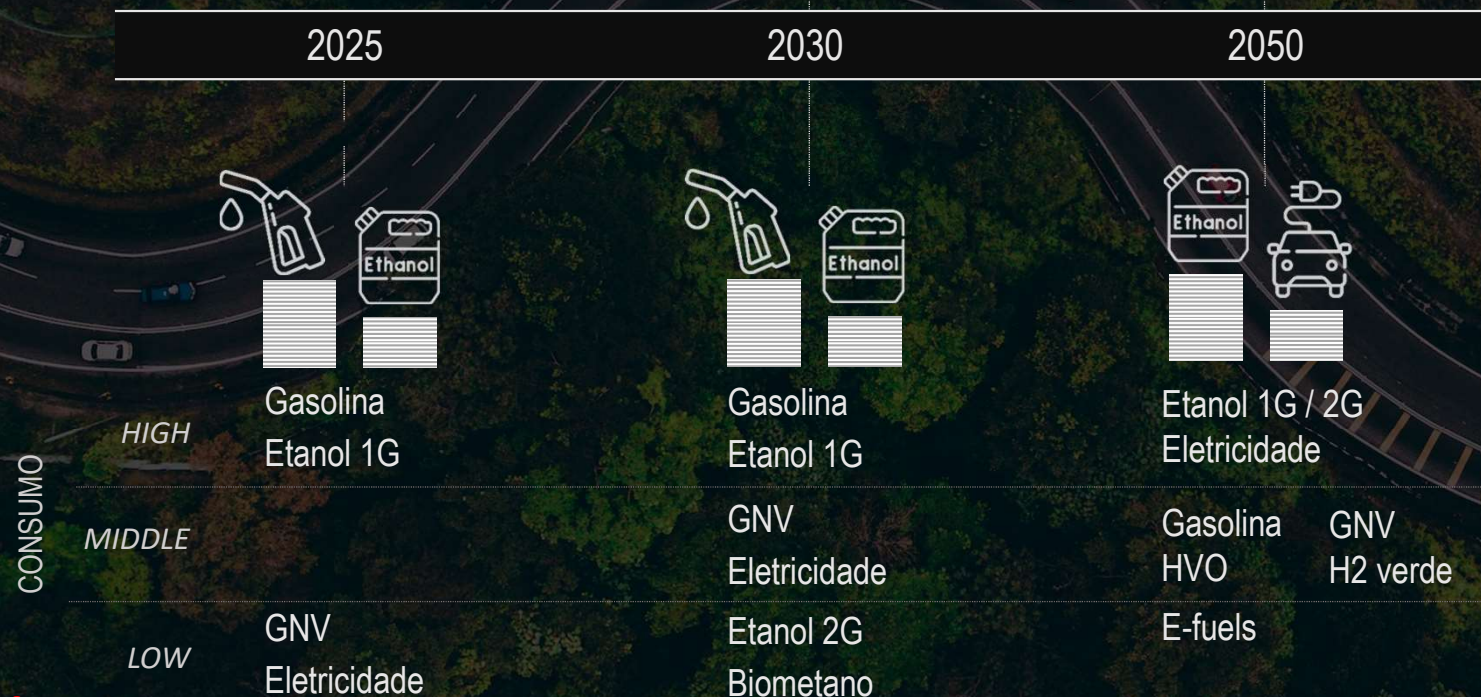 2025 2030 2050
Ethanol Ethanol Ethanol
CONSUMO
HIGH
Gasolina
Etanol 1G
Gasolina
Etanol 1G
Etanol 1G / 2G
Eletricidade
MIDDLE
GNV
Eletricidade
Gasolina GNV
HVO H2 verde
LOW
GNV
Eletricidade
Etanol 2G
Biometano
E-fuels